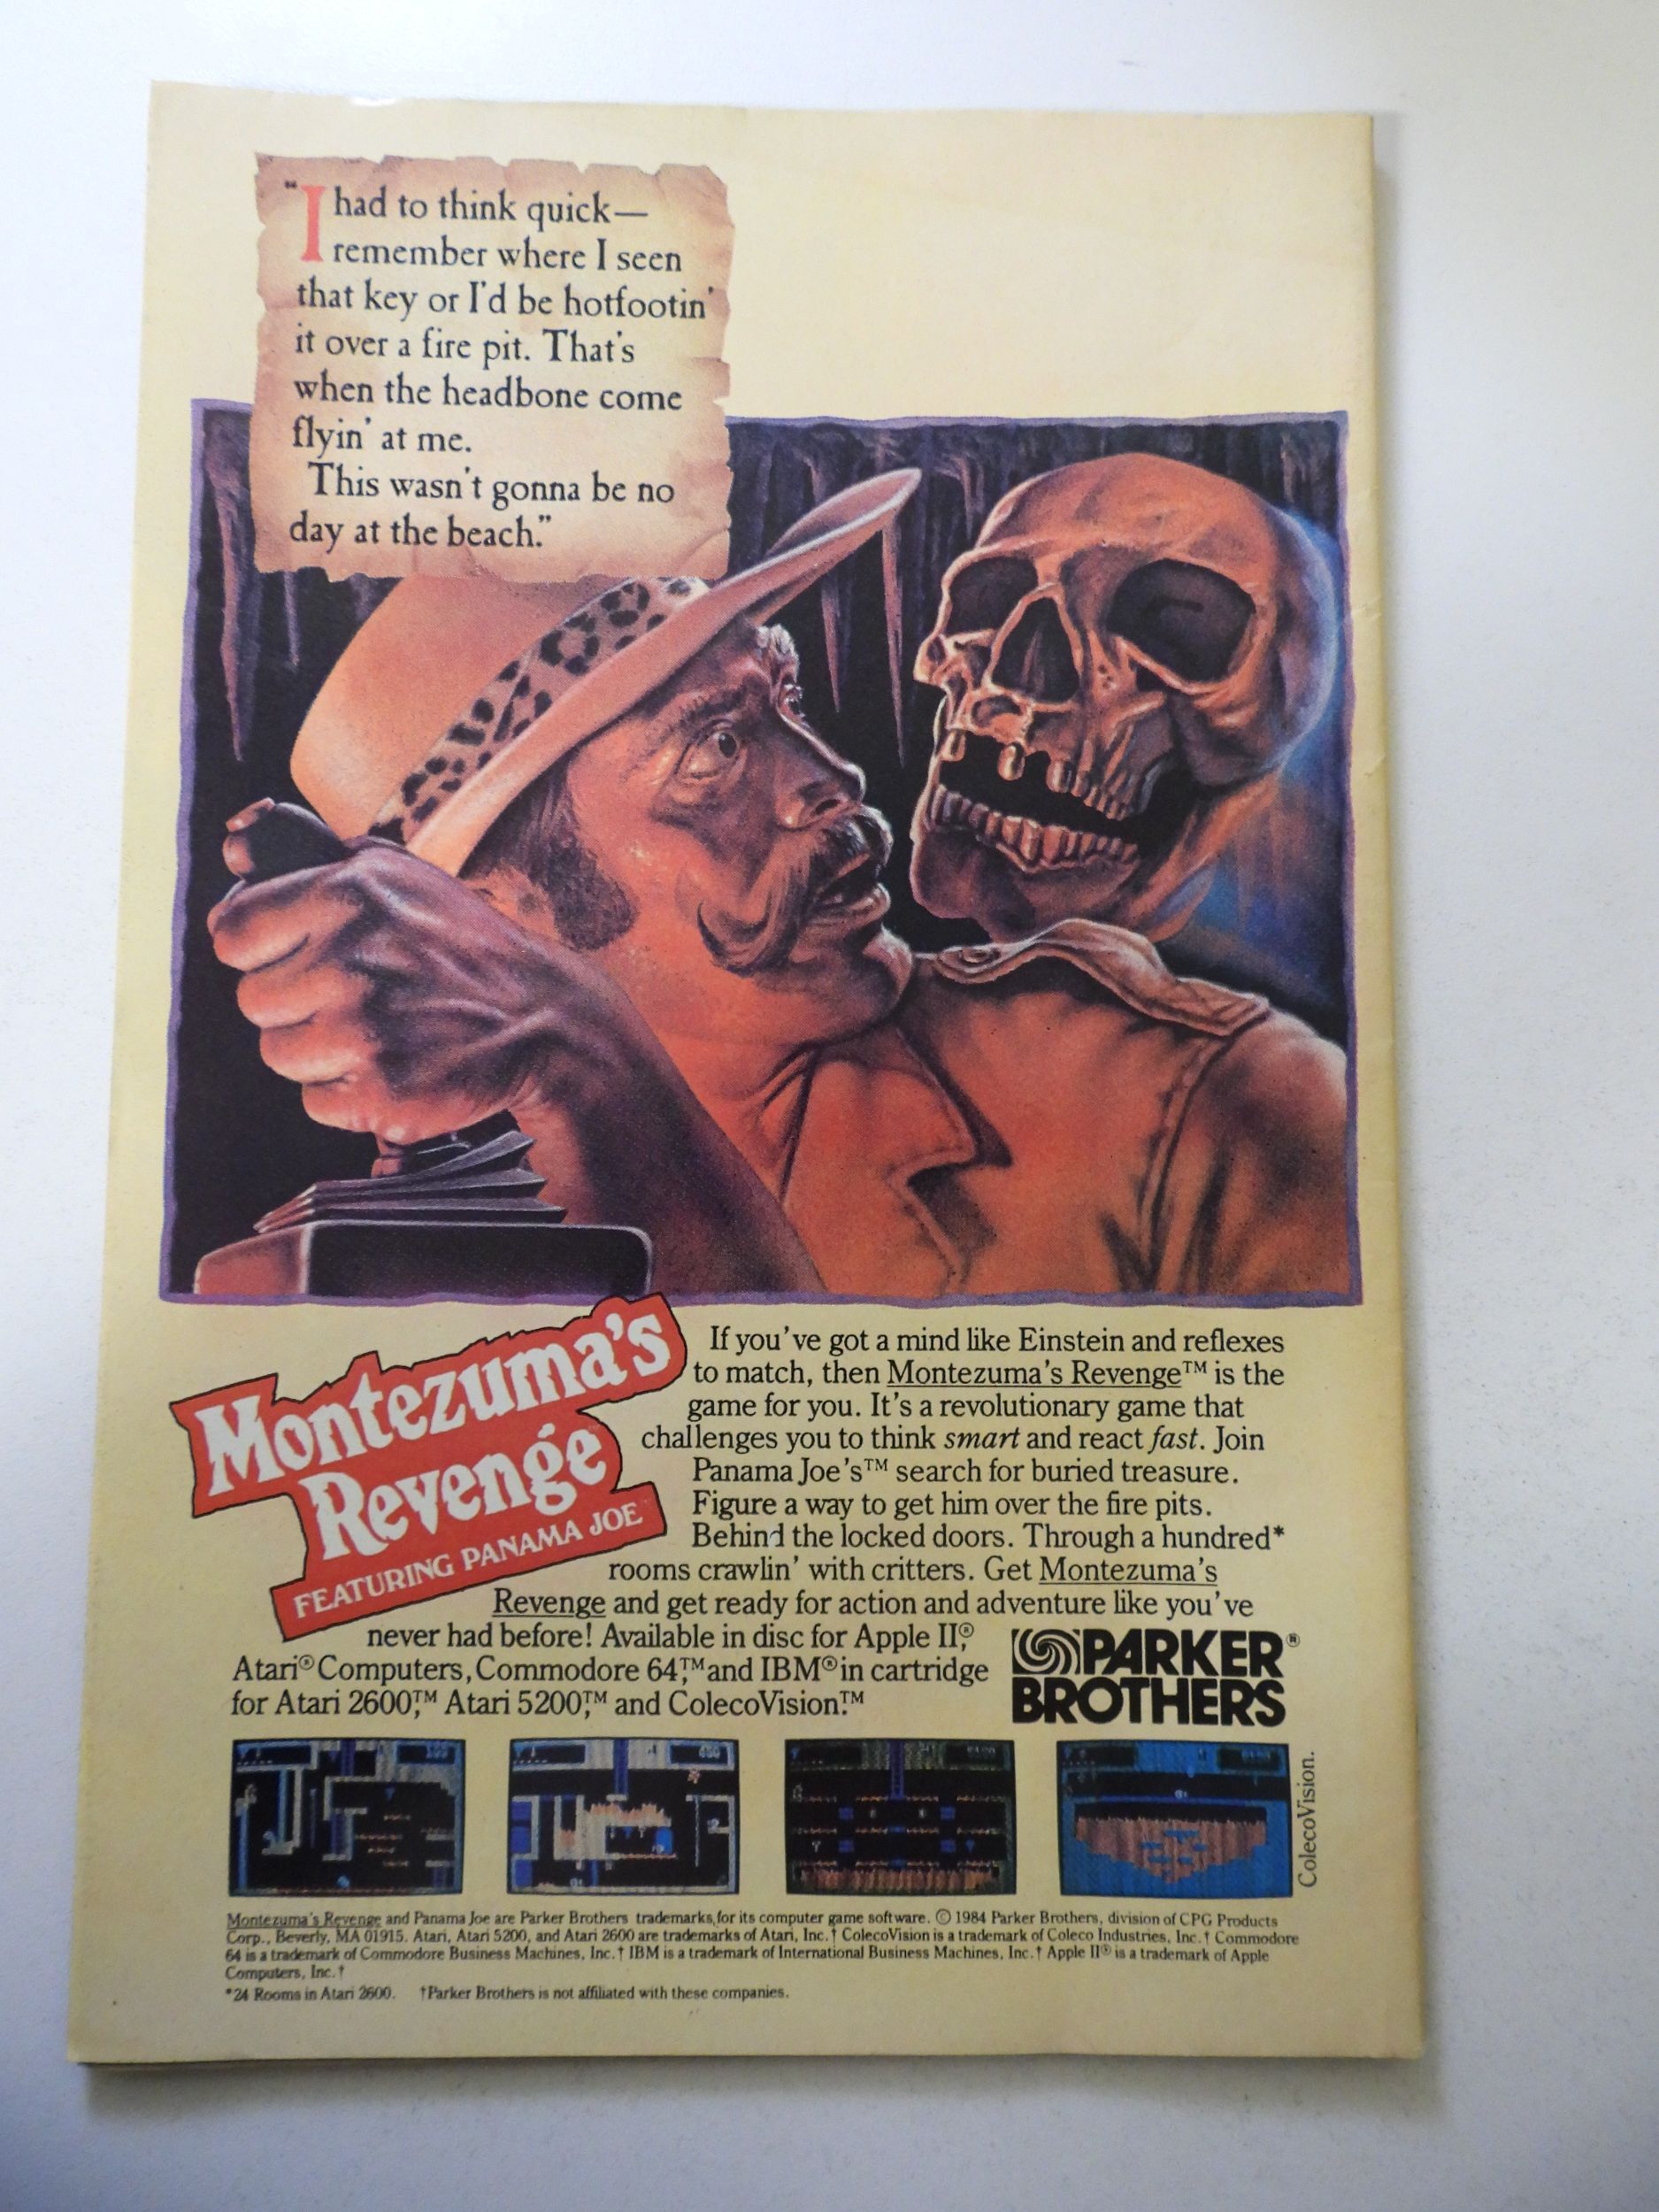 "I had to think quick—
remember where I seen
that key or I'd be hotfootin'
it over a fire pit. That's
when the headbone come
flyin' at me.
This wasn't gonna be no
day at the beach."
Montezuma's
Revenge
FEATURING PANAMA JOE
If you've got a mind like Einstein and reflexes
to match, then Montezuma's Revenge™ is the
game for you. It's a revolutionary game that
challenges you to think smart and react fast. Join
Panama Joe's™ search for buried treasure.
Figure a way to get him over the fire pits.
Behind the locked doors. Through a hundred*
rooms crawlin' with critters. Get Montezuma's
Revenge and get ready for action and adventure like you've
never had before! Available in disc for Apple II,®
Atari® Computers, Commodore 64,™ and IBM® in cartridge
for Atari 2600,™ Atari 5200,™ and ColecoVision.™
PARKER®
BROTHERS
ColecoVision.
Montezuma's Revenge and Panama Joe are Parker Brothers trademarks for its computer game software. © 1984 Parker Brothers, division of CPG Products
Corp., Beverly, MA 01915. Atari, Atari 5200, and Atari 2600 are trademarks of Atari, Inc.† ColecoVision is a trademark of Coleco Industries, Inc.† Commodore
64 is a trademark of Commodore Business Machines, Inc.† IBM is a trademark of International Business Machines, Inc.† Apple II® is a trademark of Apple
Computers, Inc.†
*24 Rooms in Atari 2600. †Parker Brothers is not affiliated with these companies.